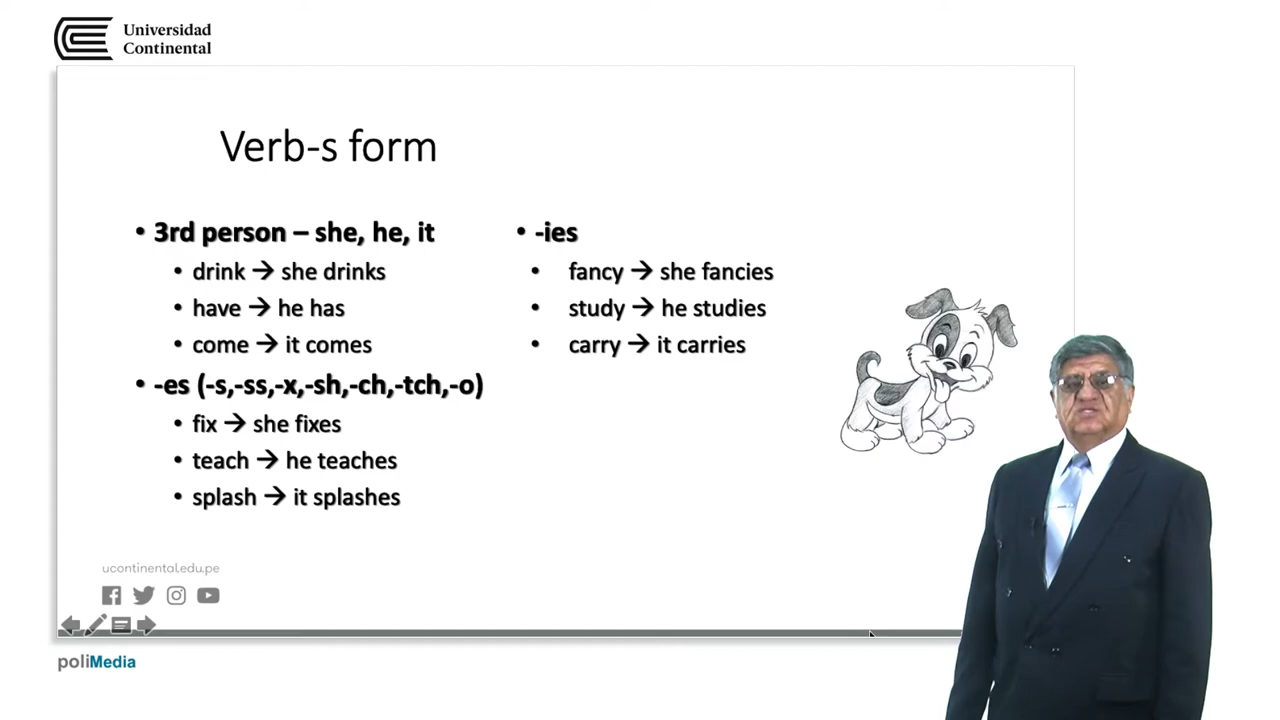 Universidad
Continental
Verb-s form
• 3rd person – she, he, it
• drink → she drinks
• have → he has
• come → it comes
• -es (-s,-ss,-x,-sh,-ch,-tch,-o)
• fix → she fixes
• teach → he teaches
• splash → it splashes
• -ies
• fancy → she fancies
• study → he studies
• carry → it carries
ucontinental.edu.pe
poliMedia